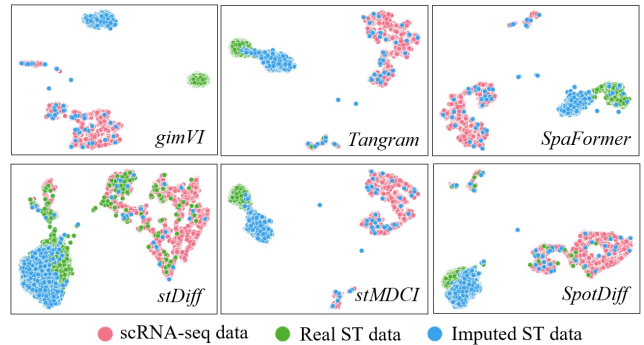 gimVI
Tangram
SpaFormer
stDiff
stMDCI
SpotDiff
scRNA-seq data
Real ST data
Imputed ST data